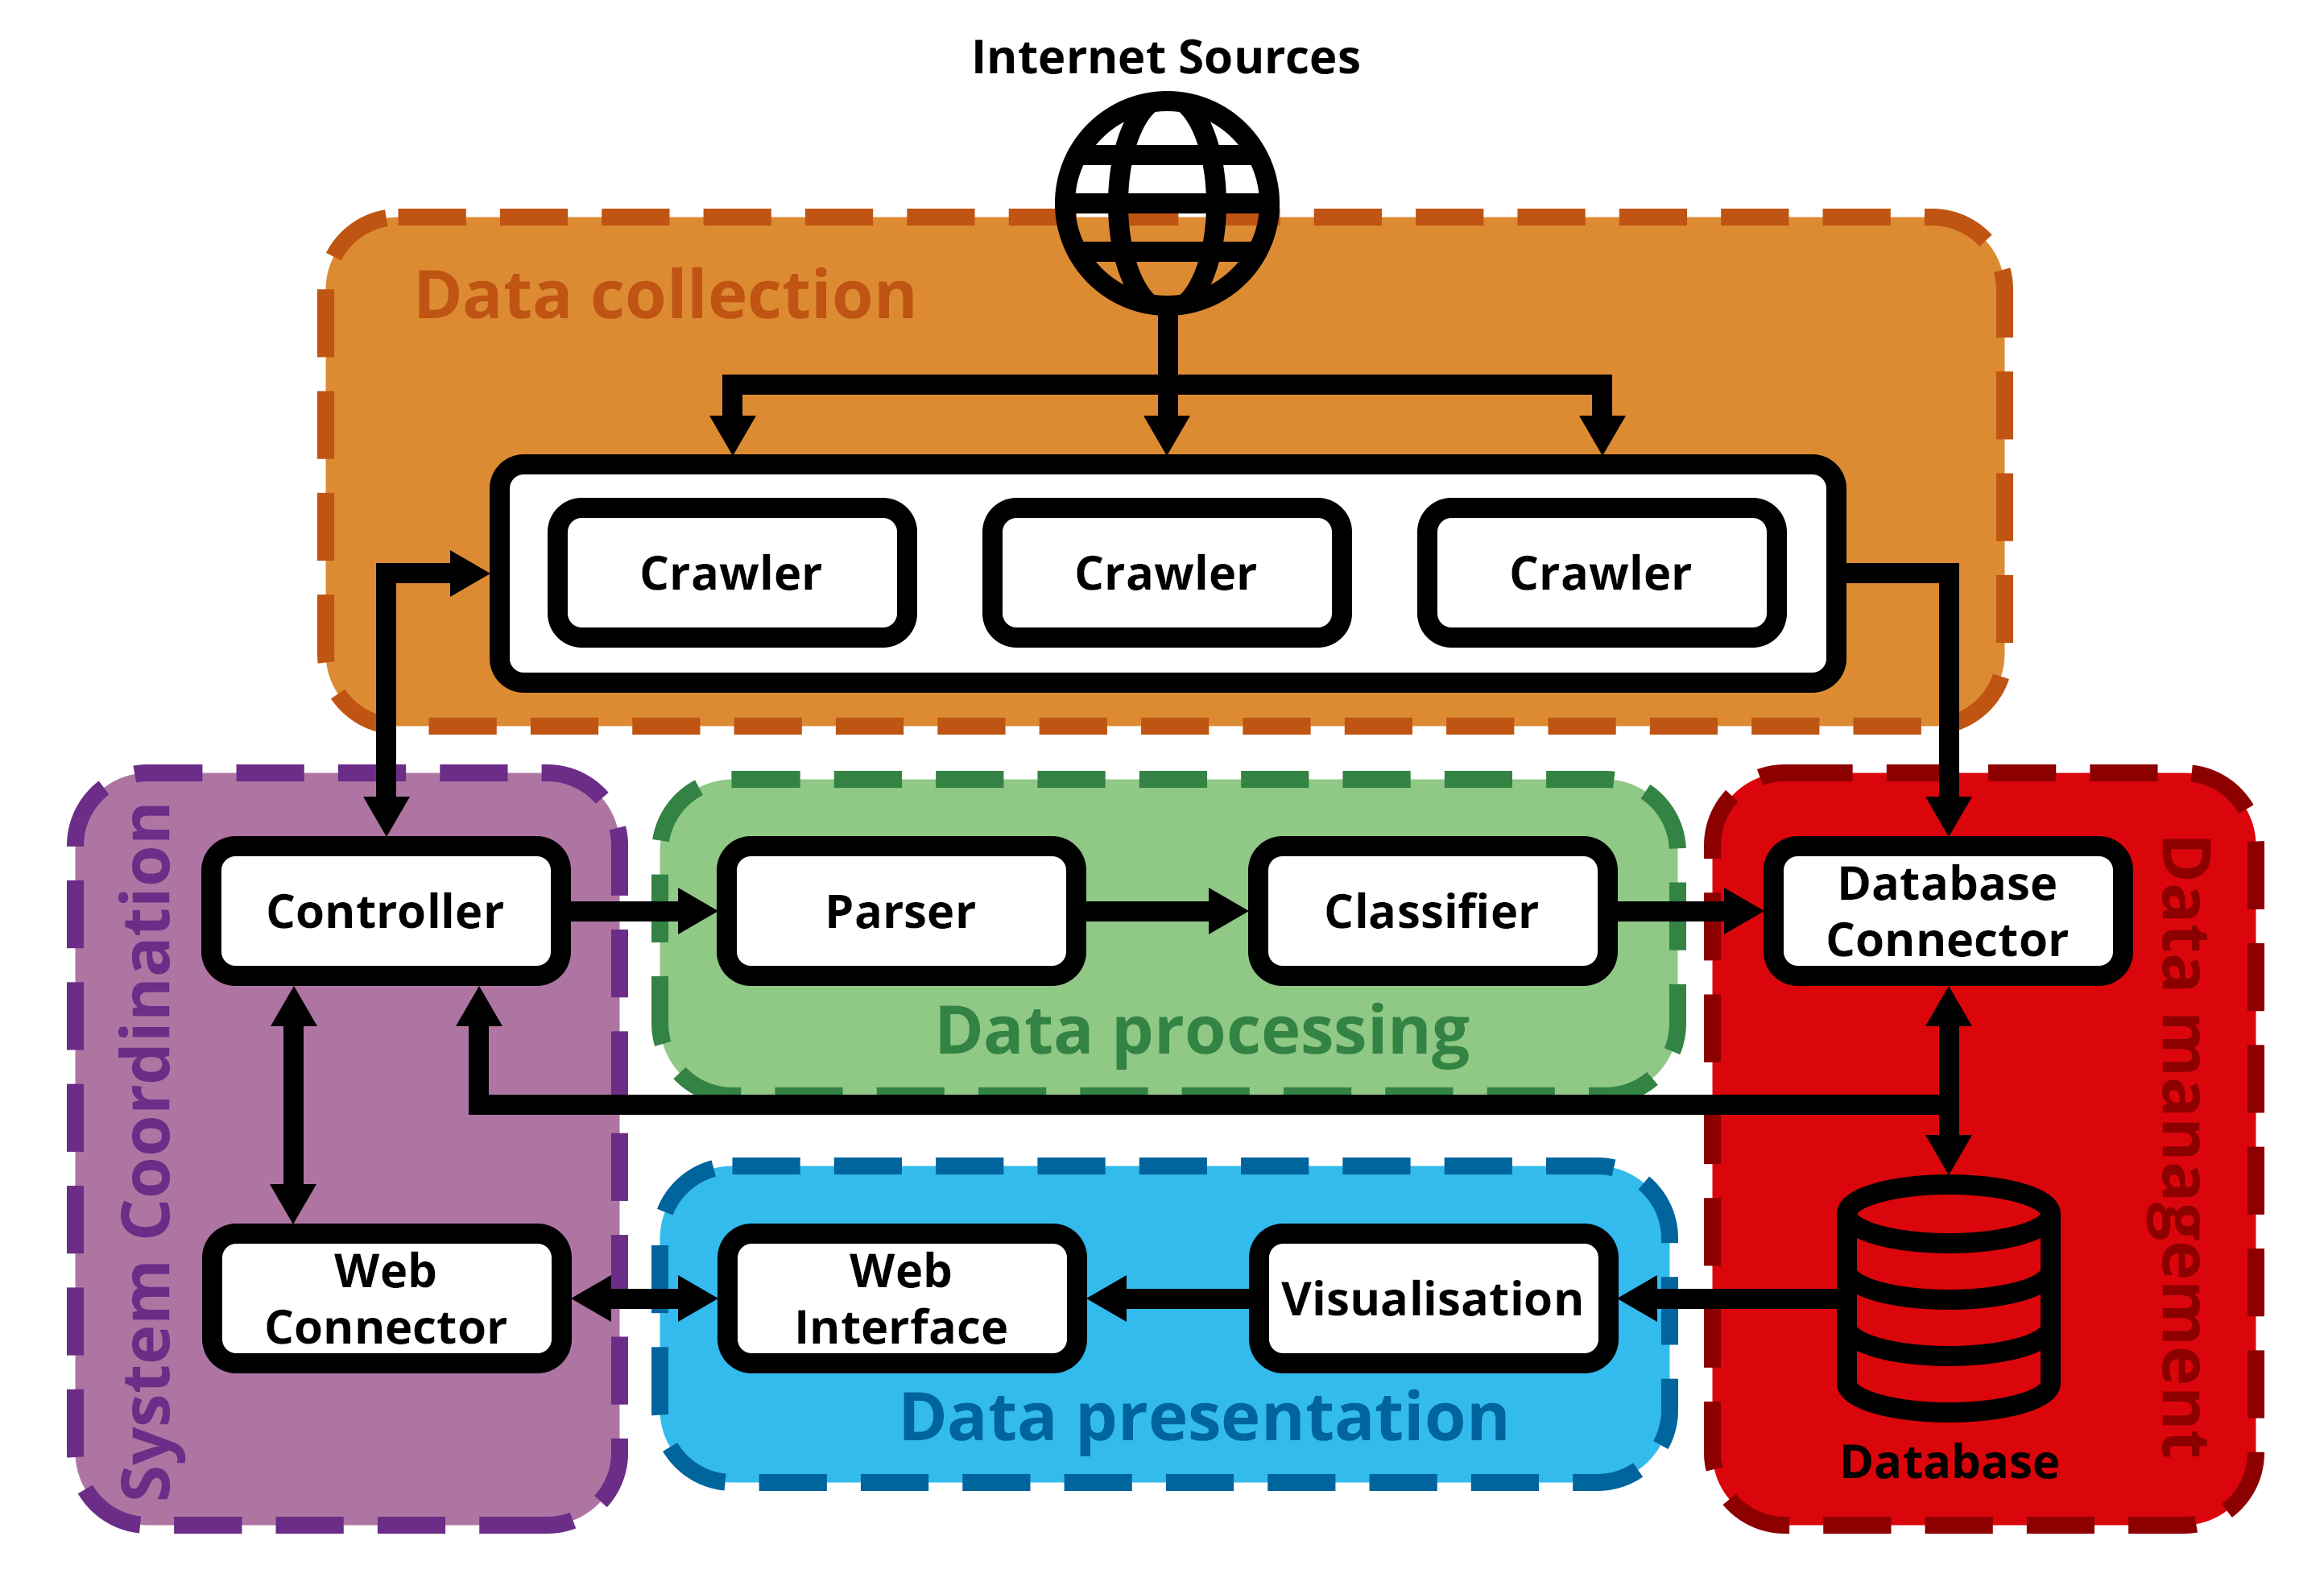 Internet Sources
Data collection
Crawler
Crawler
Crawler
System Coordination
Controller
Parser
Classifier
Database
Connector
Data processing
Data management
Web
Connector
Web
Interface
Visualisation
Data presentation
Database